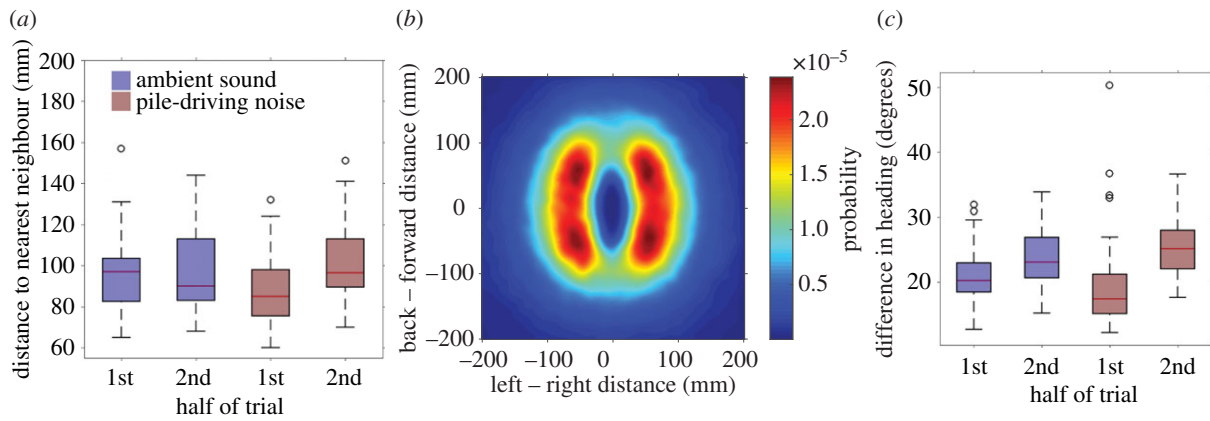 (a)
distance to nearest neighbour (mm)
200
180
160
140
120
100
80
60
ambient sound
pile-driving noise
1st 2nd 1st 2nd
half of trial
(b)
back – forward distance (mm)
200
100
0
–100
–200
–200 –100 0 100 200
left – right distance (mm)
×10⁻⁵
2.0
1.5
1.0
0.5
probability
(c)
difference in heading (degrees)
50
40
30
20
10
1st 2nd 1st 2nd
half of trial